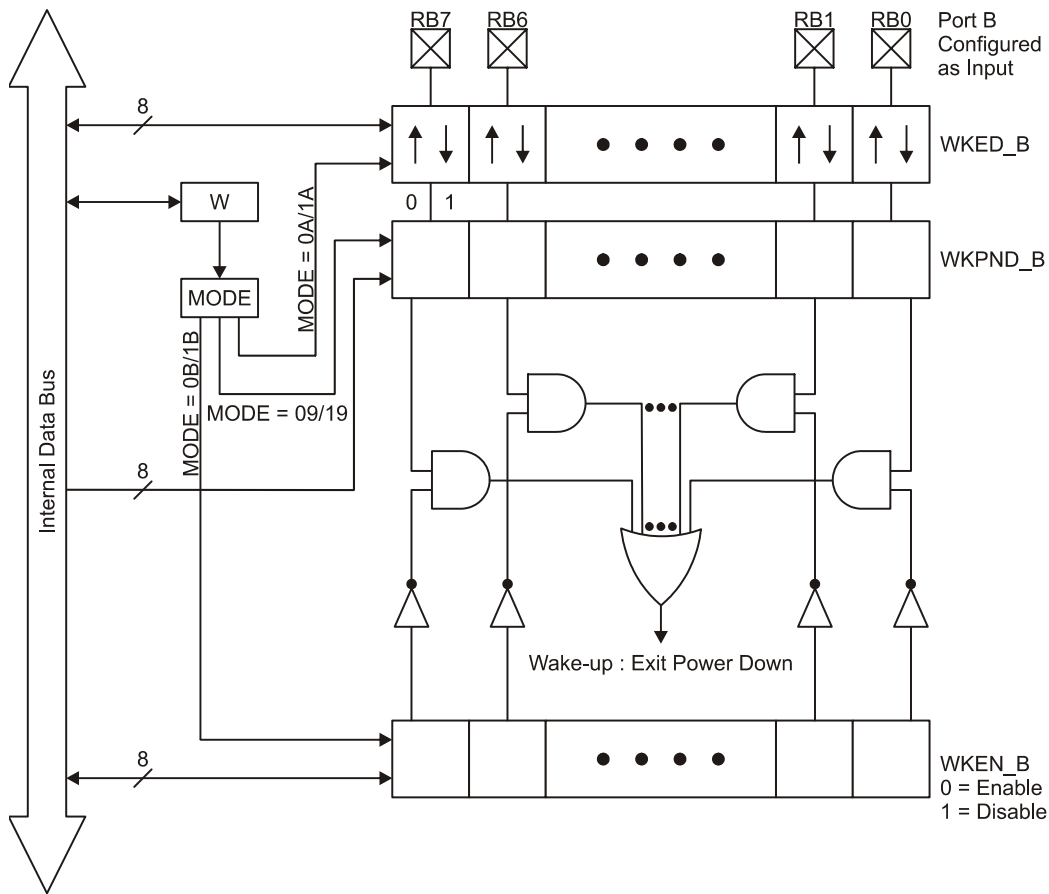 RB7 RB6 RB1 RB0
Port B
Configured
as Input
8
WKED_B
W
0 1
MODE = 0A/1A
WKPND_B
MODE
MODE = 0B/1B
MODE = 09/19
Internal Data Bus
8
Wake-up : Exit Power Down
8
WKEN_B
0 = Enable
1 = Disable